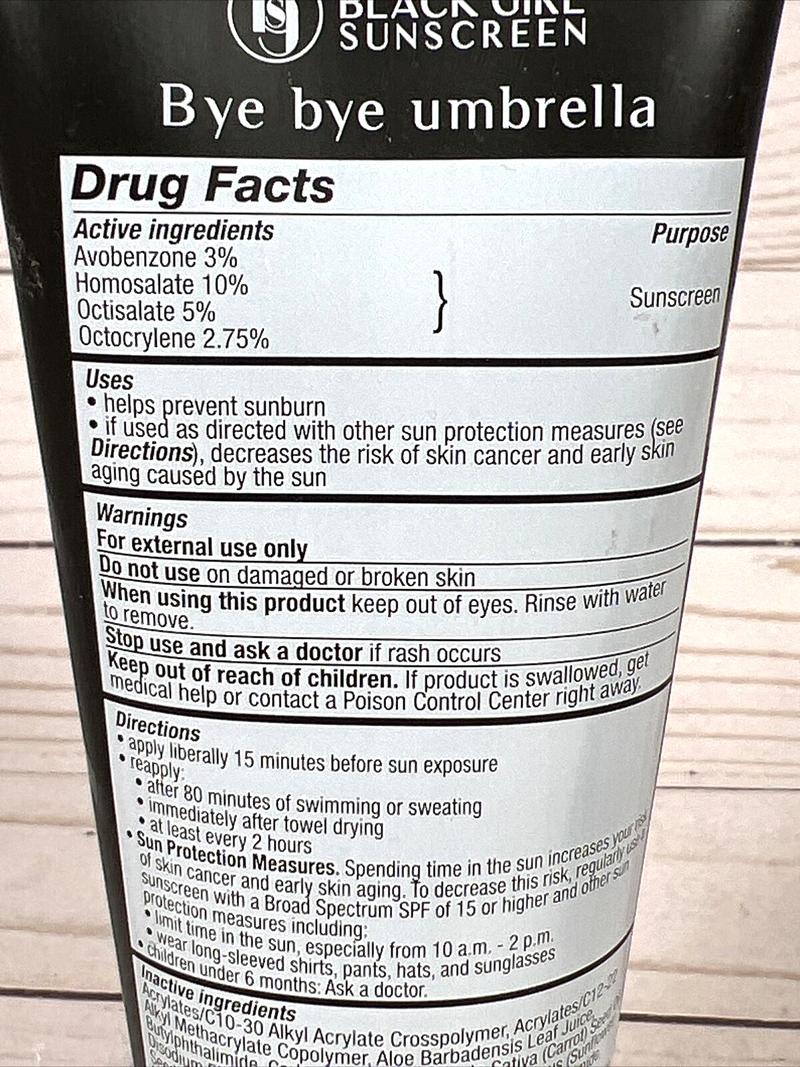 BLACK GIRL
SUNSCREEN
Bye bye umbrella
Drug Facts
Active ingredients Purpose
Avobenzone 3%
Homosalate 10%
Octisalate 5%
Octocrylene 2.75%
} Sunscreen
Uses
• helps prevent sunburn
• if used as directed with other sun protection measures (see
Directions), decreases the risk of skin cancer and early skin
aging caused by the sun
Warnings
For external use only
Do not use on damaged or broken skin
When using this product keep out of eyes. Rinse with water
to remove.
Stop use and ask a doctor if rash occurs
Keep out of reach of children. If product is swallowed, get
medical help or contact a Poison Control Center right away.
Directions
• apply liberally 15 minutes before sun exposure
• reapply:
• after 80 minutes of swimming or sweating
• immediately after towel drying
• at least every 2 hours
• Sun Protection Measures. Spending time in the sun increases your risk
of skin cancer and early skin aging. To decrease this risk, regularly use a
sunscreen with a Broad Spectrum SPF of 15 or higher and other sun
protection measures including:
• limit time in the sun, especially from 10 a.m. - 2 p.m.
• wear long-sleeved shirts, pants, hats, and sunglasses
• children under 6 months: Ask a doctor.
Inactive ingredients
Acrylates/C10-30 Alkyl Acrylate Crosspolymer, Acrylates/C12-22
Alkyl Methacrylate Copolymer, Aloe Barbadensis Leaf Juice,
Butylphthalimide, Sativa (Carrot) Seed
Disodium